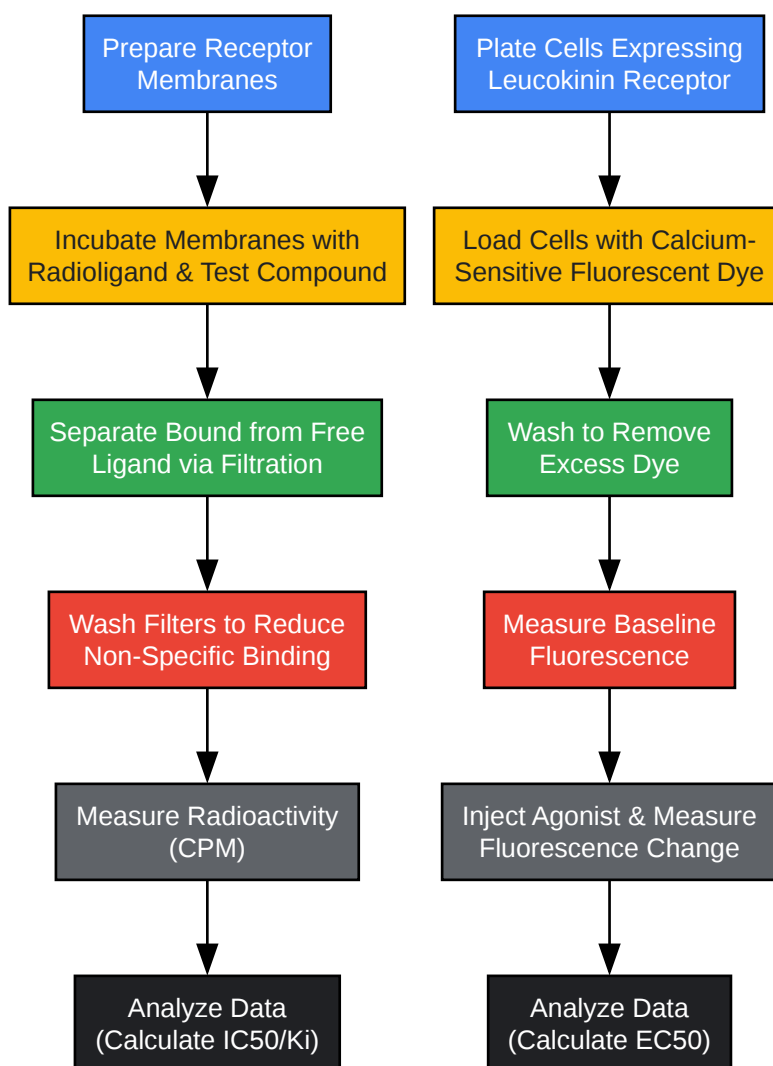 Prepare Receptor
Membranes
Incubate Membranes with
Radioligand & Test Compound
Separate Bound from Free
Ligand via Filtration
Wash Filters to Reduce
Non-Specific Binding
Measure Radioactivity
(CPM)
Analyze Data
(Calculate IC50/Ki)
Plate Cells Expressing
Leucokinin Receptor
Load Cells with Calcium-
Sensitive Fluorescent Dye
Wash to Remove
Excess Dye
Measure Baseline
Fluorescence
Inject Agonist & Measure
Fluorescence Change
Analyze Data
(Calculate EC50)